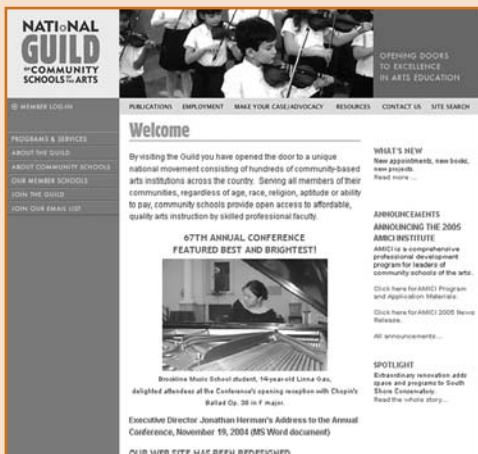 NATIoNAL
GUILD
OF COMMUNITY
SCHOOLS OF THE ARTS
OPENING DOORS
TO EXCELLENCE
IN ARTS EDUCATION
MEMBER LOG-IN
PUBLICATIONS EMPLOYMENT MAKE YOUR CASE/ADVOCACY RESOURCES CONTACT US SITE SEARCH
PROGRAMS & SERVICES
ABOUT THE GUILD
ABOUT COMMUNITY SCHOOLS
OUR MEMBER SCHOOLS
JOIN THE GUILD
JOIN OUR EMAIL LIST
Welcome
By visiting the Guild you have opened the door to a unique
national movement consisting of hundreds of community-based
arts institutions across the country. Serving all members of their
communities, regardless of age, race, religion, aptitude or ability
to pay, community schools provide open access to affordable,
quality arts instruction by skilled professional faculty.
67TH ANNUAL CONFERENCE
FEATURED BEST AND BRIGHTEST!
Brookline Music School student, 14-year-old Linna Gao,
delighted attendees at the Conference's opening reception with Chopin's
Ballad Op. 38 in F major.
Executive Director Jonathan Herman's Address to the Annual
Conference, November 19, 2004 (MS Word document)
OUR WEB SITE HAS BEEN REDESIGNED
WHAT'S NEW
New appointments, new books,
new projects.
Read more ...
ANNOUNCEMENTS
ANNOUNCING THE 2005
AMICI INSTITUTE
AMICI is a comprehensive
professional development
program for leaders of
community schools of the arts.
Click here for AMICI Program
and Application Materials.
Click here for AMICI 2005 News
Release.
All announcements...
SPOTLIGHT
Extraordinary renovation adds
space and programs to South
Shore Conservatory.
Read the whole story...